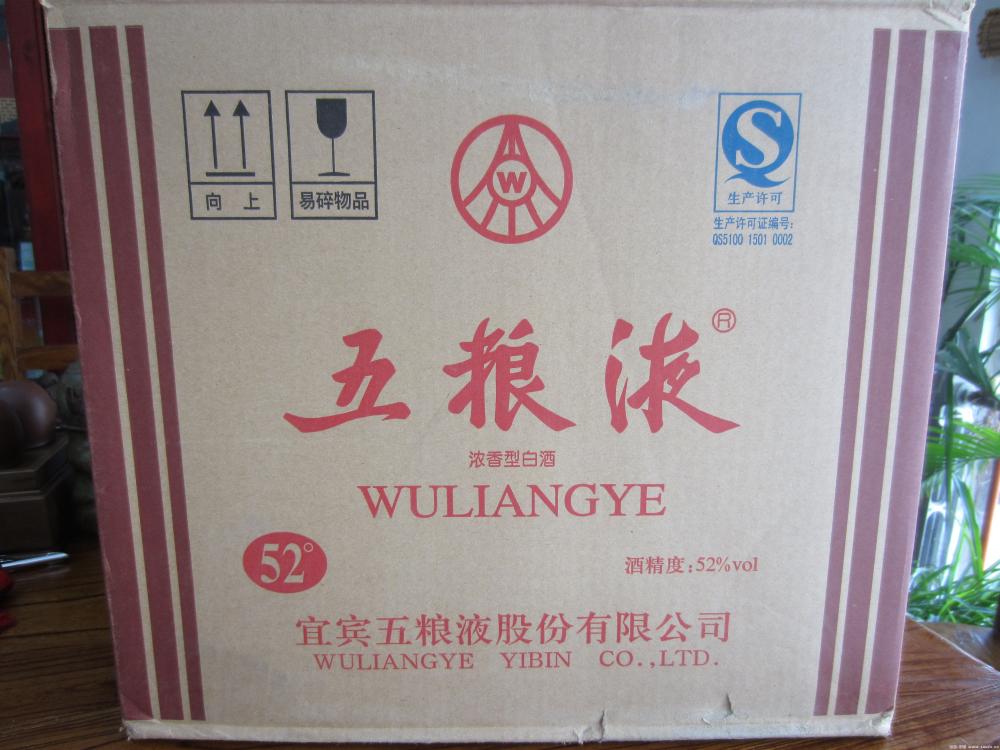 向 上
易碎物品
W
S
生产许可
生产许可证编号:
QS5100 1501 0002
五粮液®
浓香型白酒
WULIANGYE
52°
酒精度:52%vol
宜宾五粮液股份有限公司
WULIANGYE YIBIN CO.,LTD.